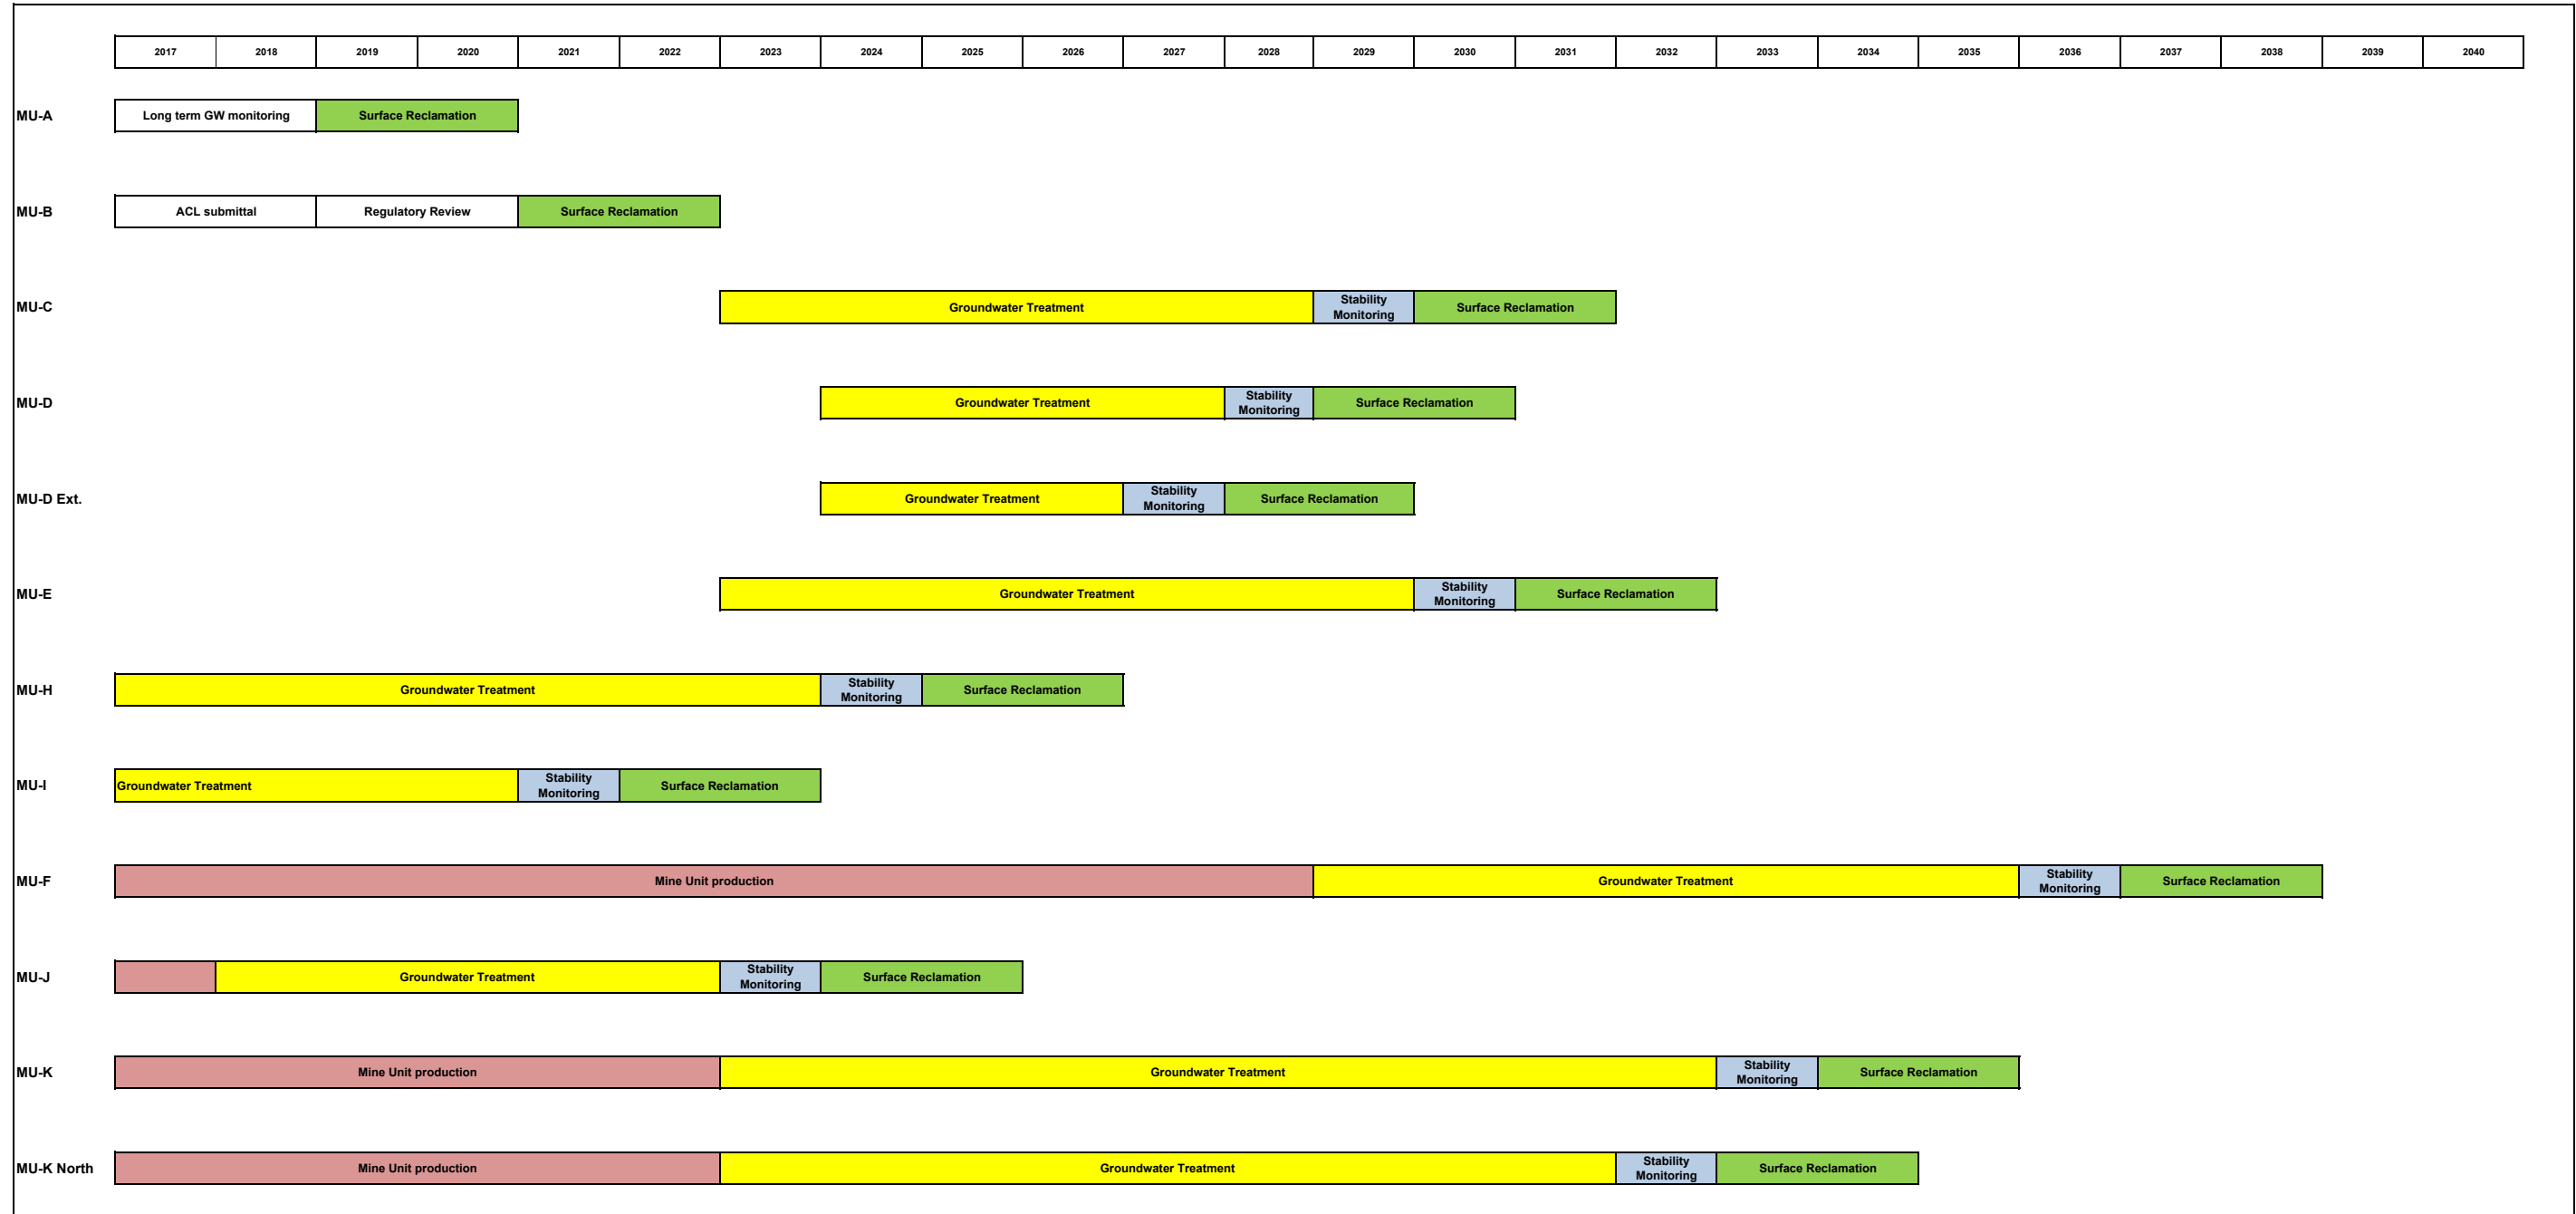 2017 2018 2019 2020 2021 2022 2023 2024 2025 2026 2027 2028 2029 2030 2031 2032 2033 2034 2035 2036 2037 2038 2039 2040
MU-A Long term GW monitoring Surface Reclamation
MU-B ACL submittal Regulatory Review Surface Reclamation
MU-C Groundwater Treatment Stability Monitoring Surface Reclamation
MU-D Groundwater Treatment Stability Monitoring Surface Reclamation
MU-D Ext. Groundwater Treatment Stability Monitoring Surface Reclamation
MU-E Groundwater Treatment Stability Monitoring Surface Reclamation
MU-H Groundwater Treatment Stability Monitoring Surface Reclamation
MU-I Groundwater Treatment Stability Monitoring Surface Reclamation
MU-F Mine Unit production Groundwater Treatment Stability Monitoring Surface Reclamation
MU-J Groundwater Treatment Stability Monitoring Surface Reclamation
MU-K Mine Unit production Groundwater Treatment Stability Monitoring Surface Reclamation
MU-K North Mine Unit production Groundwater Treatment Stability Monitoring Surface Reclamation